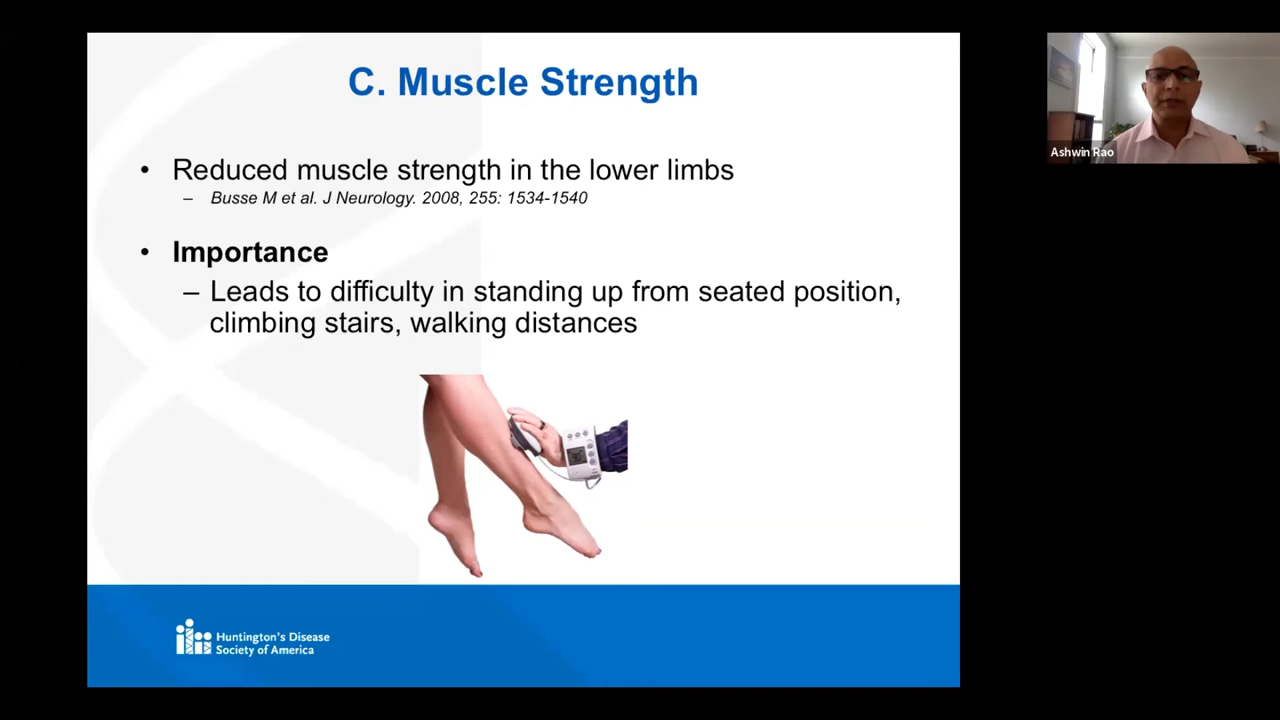 C. Muscle Strength
• Reduced muscle strength in the lower limbs
– Busse M et al. J Neurology. 2008, 255: 1534-1540
• Importance
– Leads to difficulty in standing up from seated position,
climbing stairs, walking distances
Huntington's Disease
Society of America
Ashwin Rao